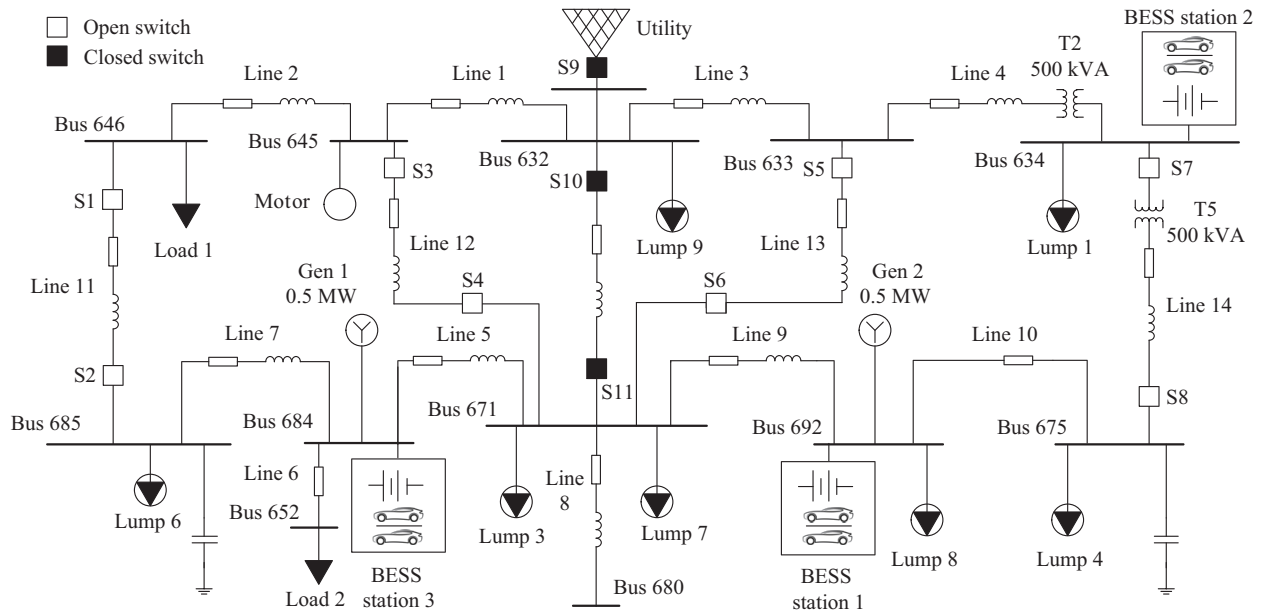 Open switch
Closed switch
Utility
BESS station 2
T2
500 kVA
S9
Line 2
Line 1
Line 3
Line 4
Bus 646
Bus 645
Bus 632
Bus 633
Bus 634
S3
S5
S7
S10
S1
Motor
Load 1
Lump 9
Lump 1
T5
500 kVA
Line 12
Line 13
Line 11
Gen 1
0.5 MW
S4
S6
Gen 2
0.5 MW
Line 14
Line 7
Line 5
Line 9
Line 10
S2
S11
S8
Bus 685
Bus 684
Bus 671
Bus 692
Bus 675
Line 6
Line
8
Bus 652
Lump 6
Lump 3
Lump 7
Lump 8
Lump 4
Load 2
BESS
station 3
Bus 680
BESS
station 1